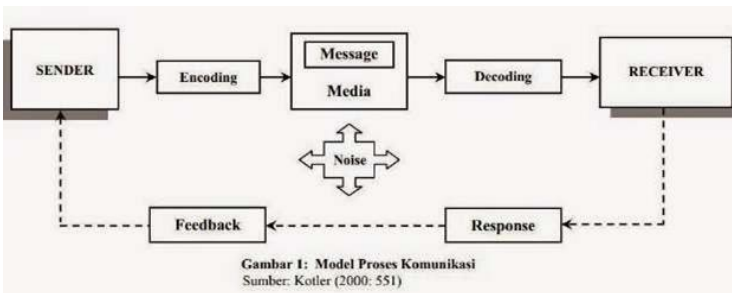 SENDER
Encoding
Message
Media
Decoding
RECEIVER
Noise
Feedback
Response
Gambar 1: Model Proses Komunikasi
Sumber: Kotler (2000: 551)